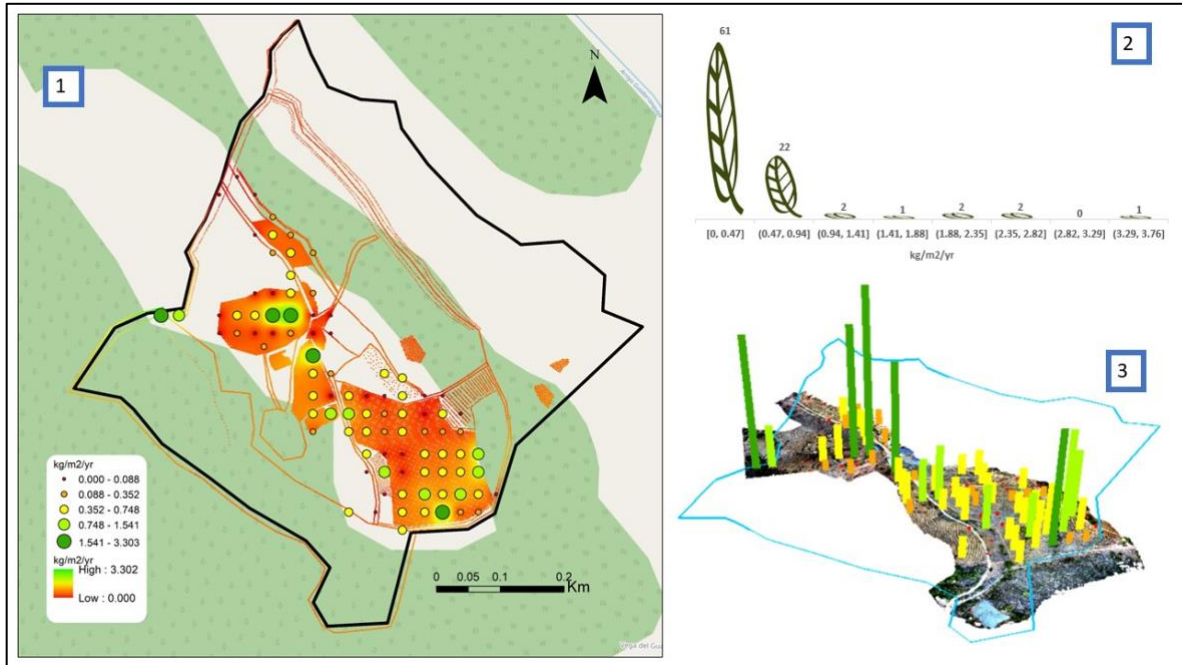 1
N
kg/m2/yr
0.000 - 0.088
0.088 - 0.352
0.352 - 0.748
0.748 - 1.541
1.541 - 3.303
kg/m2/yr
High : 3.302
Low : 0.000
0 0.05 0.1 0.2
Km
2
61
22
2
1
2
2
0
1
[0, 0.47] (0.47, 0.94] (0.94, 1.41] (1.41, 1.88] (1.88, 2.35] (2.35, 2.82] (2.82, 3.29] (3.29, 3.76]
kg/m2/yr
3